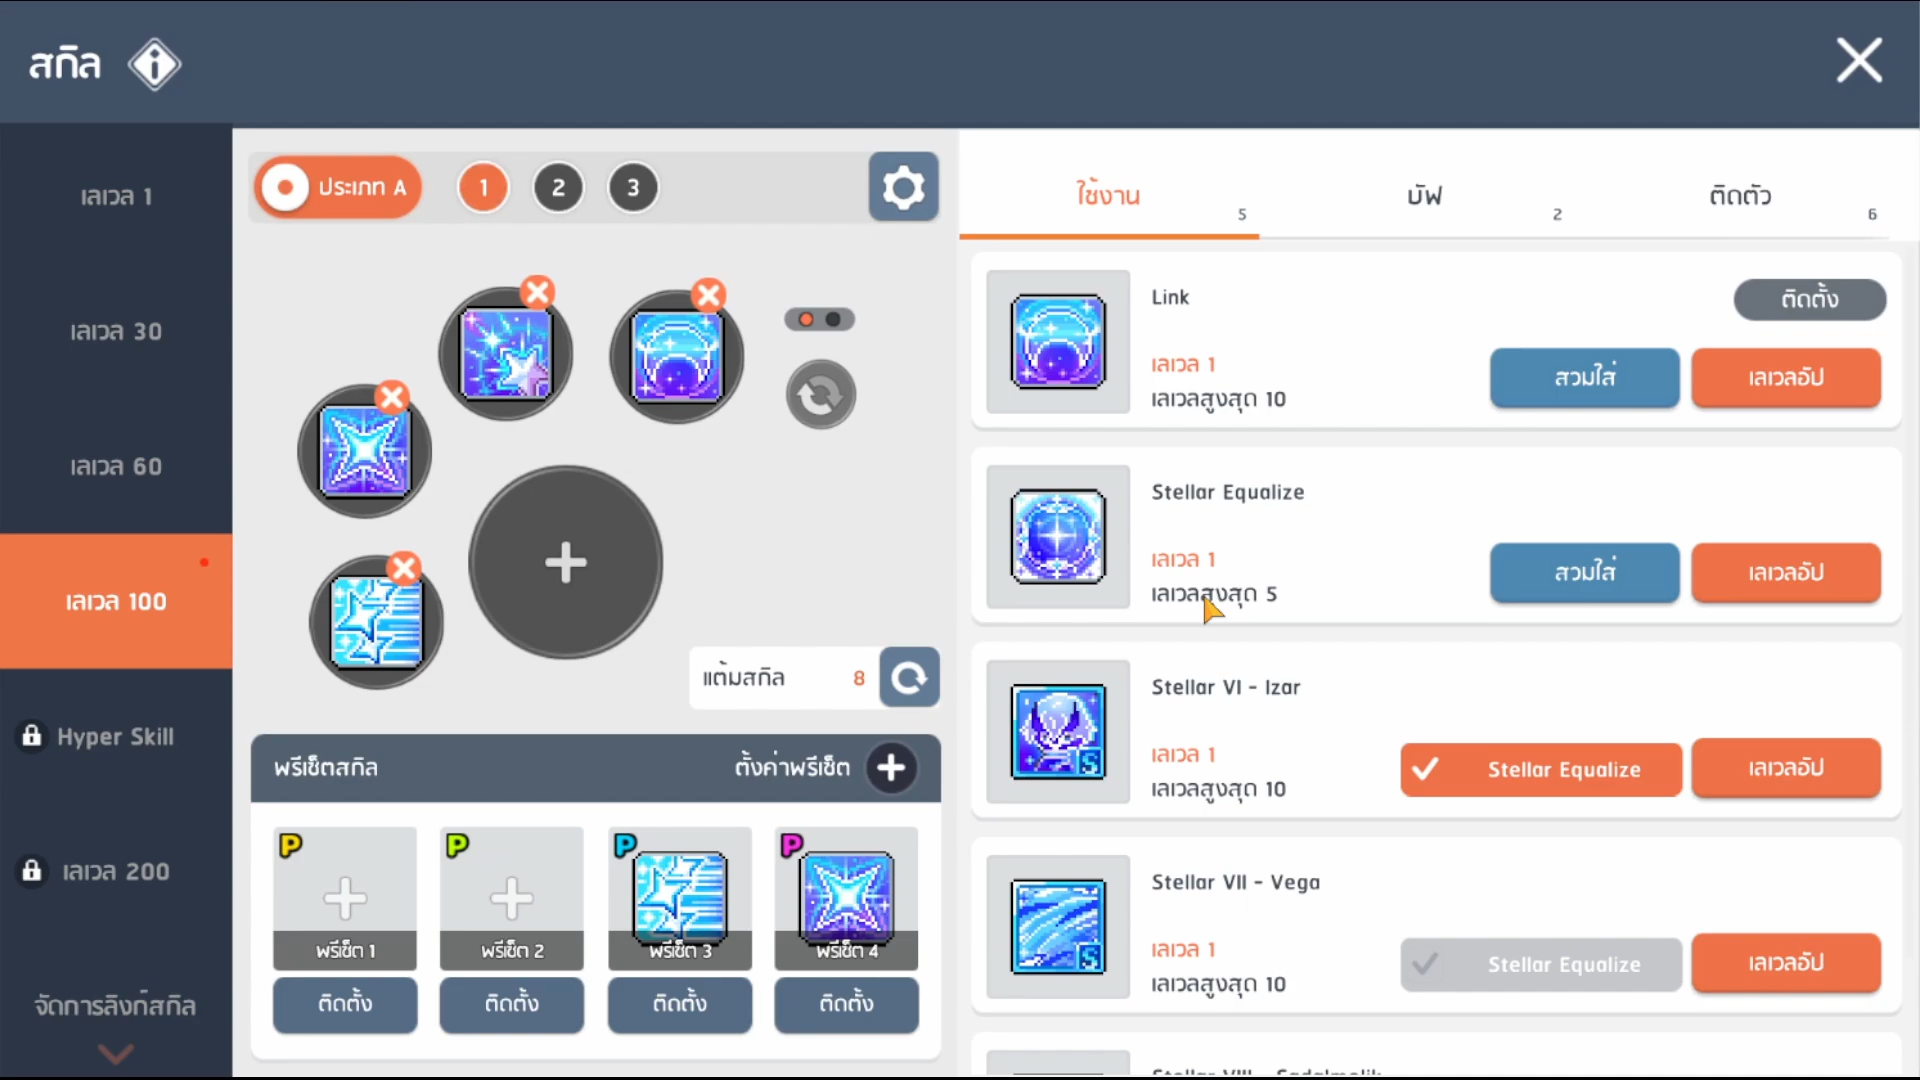 สกิล
เลเวล 1
เลเวล 30
เลเวล 60
เลเวล 100
Hyper Skill
เลเวล 200
จัดการลิงก์สกิล
ประเภท A
1
2
3
แต้มสกิล 8
พรีเซ็ตสกิล
ตั้งค่าพรีเซ็ต
P
P
P
P
พรีเซ็ต 1
พรีเซ็ต 2
พรีเซ็ต 3
พรีเซ็ต 4
ติดตั้ง
ติดตั้ง
ติดตั้ง
ติดตั้ง
ใช้งาน 5
บัฟ 2
ติดตัว 6
Link
ติดตั้ง
เลเวล 1
เลเวลสูงสุด 10
สวมใส่
เลเวลอัป
Stellar Equalize
เลเวล 1
เลเวลสูงสุด 5
สวมใส่
เลเวลอัป
Stellar VI - Izar
S
เลเวล 1
เลเวลสูงสุด 10
Stellar Equalize
เลเวลอัป
Stellar VII - Vega
S
เลเวล 1
เลเวลสูงสุด 10
Stellar Equalize
เลเวลอัป